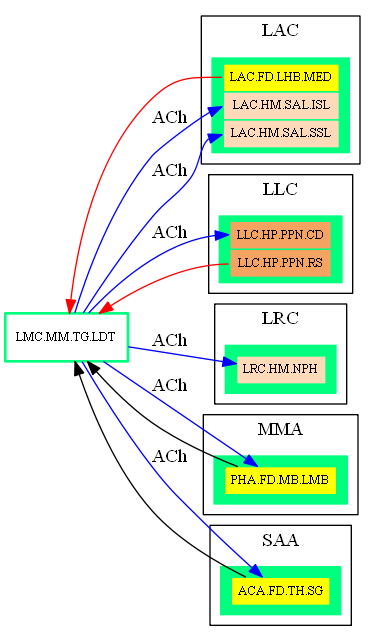 LAC
LAC.FD.LHB.MED
LAC.HM.SAL.ISL
LAC.HM.SAL.SSL
ACh
ACh
LLC
LLC.HP.PPN.CD
LLC.HP.PPN.RS
ACh
LMC.MM.TG.LDT
LRC
LRC.HM.NPH
ACh
MMA
PHA.FD.MB.LMB
ACh
SAA
ACA.FD.TH.SG
ACh